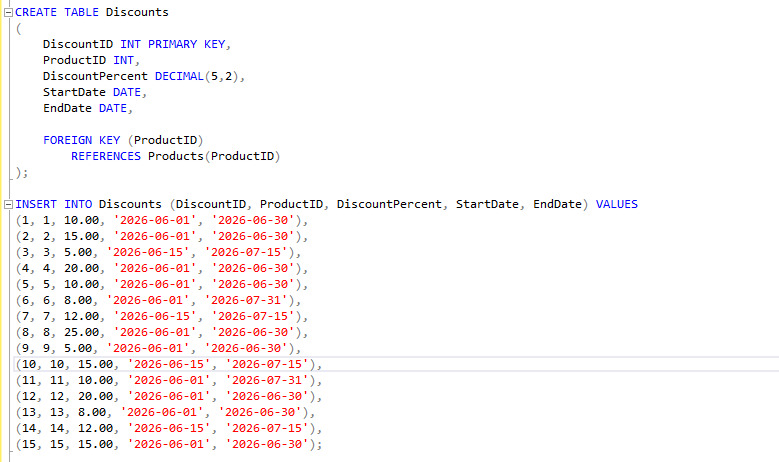 CREATE TABLE Discounts
(
    DiscountID INT PRIMARY KEY,
    ProductID INT,
    DiscountPercent DECIMAL(5,2),
    StartDate DATE,
    EndDate DATE,

    FOREIGN KEY (ProductID)
        REFERENCES Products(ProductID)
);

INSERT INTO Discounts (DiscountID, ProductID, DiscountPercent, StartDate, EndDate) VALUES
(1, 1, 10.00, '2026-06-01', '2026-06-30'),
(2, 2, 15.00, '2026-06-01', '2026-06-30'),
(3, 3, 5.00, '2026-06-15', '2026-07-15'),
(4, 4, 20.00, '2026-06-01', '2026-06-30'),
(5, 5, 10.00, '2026-06-01', '2026-06-30'),
(6, 6, 8.00, '2026-06-01', '2026-07-31'),
(7, 7, 12.00, '2026-06-15', '2026-07-15'),
(8, 8, 25.00, '2026-06-01', '2026-06-30'),
(9, 9, 5.00, '2026-06-01', '2026-06-30'),
(10, 10, 15.00, '2026-06-15', '2026-07-15'),
(11, 11, 10.00, '2026-06-01', '2026-07-31'),
(12, 12, 20.00, '2026-06-01', '2026-06-30'),
(13, 13, 8.00, '2026-06-01', '2026-06-30'),
(14, 14, 12.00, '2026-06-15', '2026-07-15'),
(15, 15, 15.00, '2026-06-01', '2026-06-30');